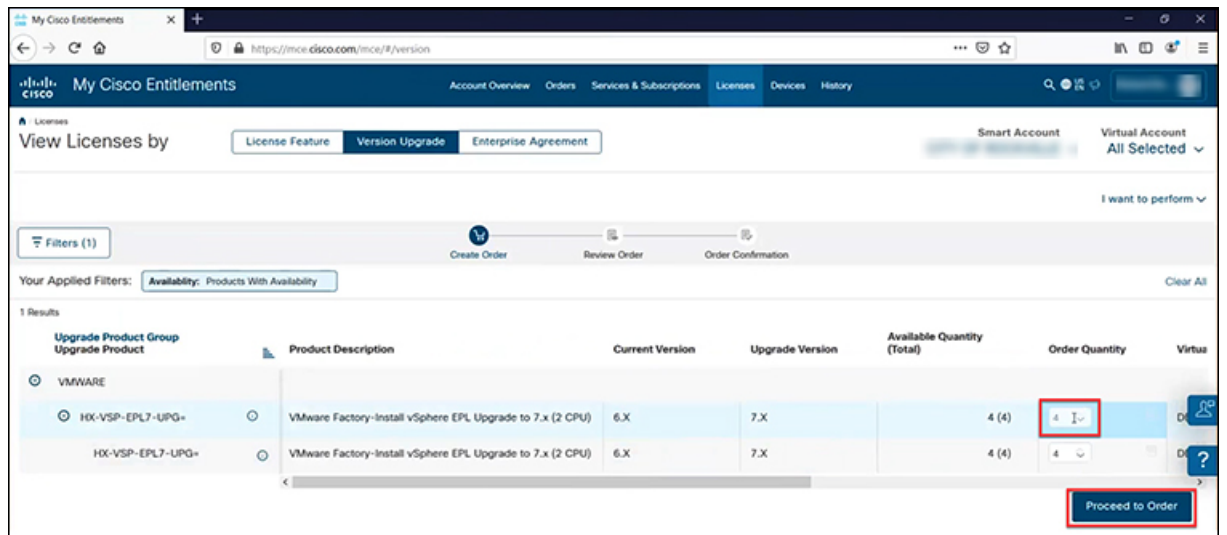 My Cisco Entitlements
https://mce.cisco.com/mce/#/version
CISCO My Cisco Entitlements Account Overview Orders Services & Subscriptions Licenses Devices History
Licenses
View Licenses by License Feature Version Upgrade Enterprise Agreement Smart Account Virtual Account
All Selected
I want to perform
Filters (1)
Create Order Review Order Order Confirmation
Your Applied Filters: Availablity: Products With Availability Clear All
1 Results
Upgrade Product Group
Upgrade Product Product Description Current Version Upgrade Version Available Quantity (Total) Order Quantity Virtua
VMWARE
HX-VSP-EPL7-UPG= VMware Factory-Install vSphere EPL Upgrade to 7.x (2 CPU) 6.X 7.X 4 (4) 4
HX-VSP-EPL7-UPG= VMware Factory-Install vSphere EPL Upgrade to 7.x (2 CPU) 6.X 7.X 4 (4) 4
?
Proceed to Order